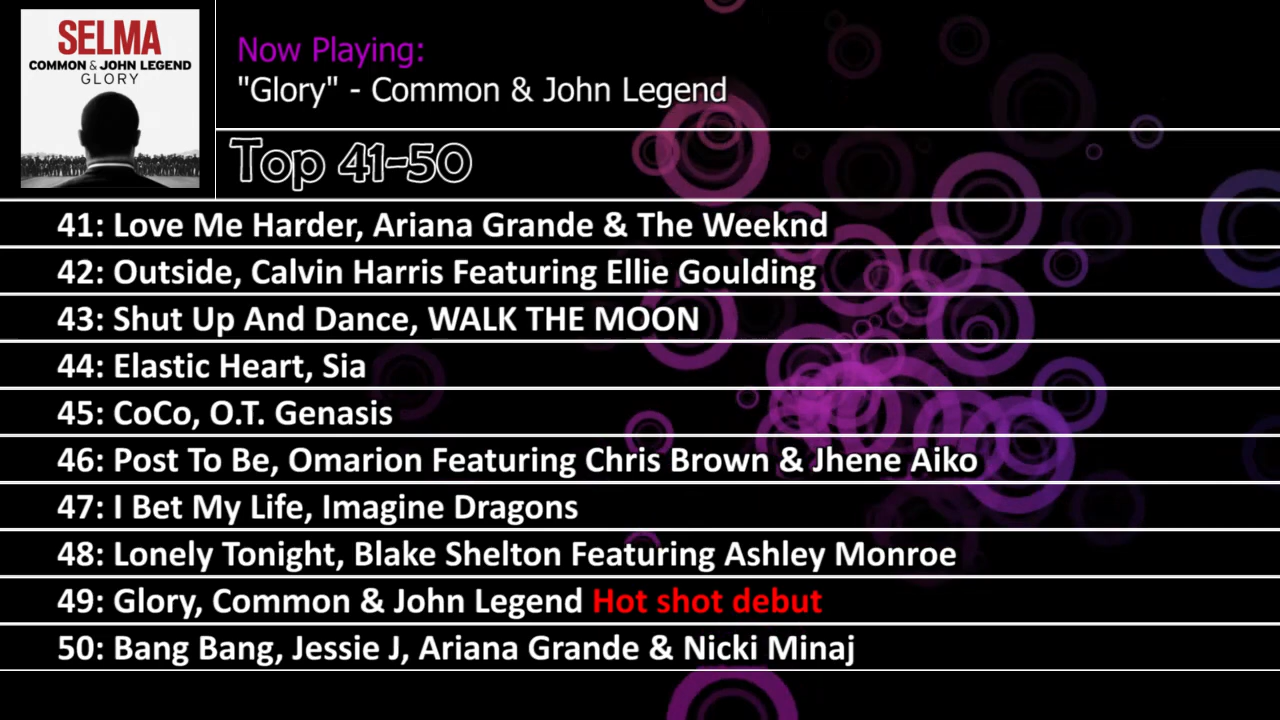 SELMA
COMMON & JOHN LEGEND
GLORY
Now Playing:
"Glory" - Common & John Legend
Top 41-50
41: Love Me Harder, Ariana Grande & The Weeknd
42: Outside, Calvin Harris Featuring Ellie Goulding
43: Shut Up And Dance, WALK THE MOON
44: Elastic Heart, Sia
45: CoCo, O.T. Genasis
46: Post To Be, Omarion Featuring Chris Brown & Jhene Aiko
47: I Bet My Life, Imagine Dragons
48: Lonely Tonight, Blake Shelton Featuring Ashley Monroe
49: Glory, Common & John Legend Hot shot debut
50: Bang Bang, Jessie J, Ariana Grande & Nicki Minaj